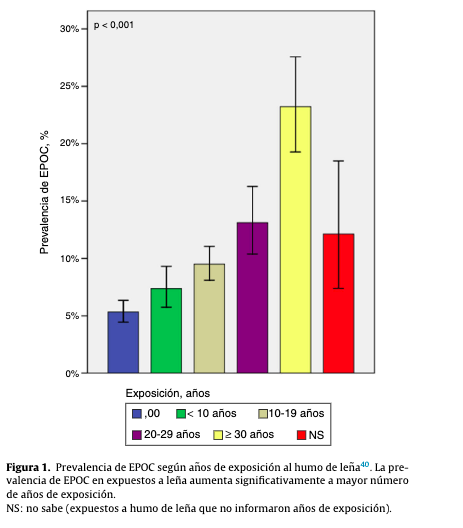 30%
p < 0,001
25%
20%
15%
10%
5%
0%
Prevalencia de EPOC, %
Exposición, años
,00
< 10 años
10-19 años
20-29 años
≥ 30 años
NS
Figura 1. Prevalencia de EPOC según años de exposición al humo de leña40. La pre-
valencia de EPOC en expuestos a leña aumenta significativamente a mayor número
de años de exposición.
NS: no sabe (expuestos a humo de leña que no informaron años de exposición).